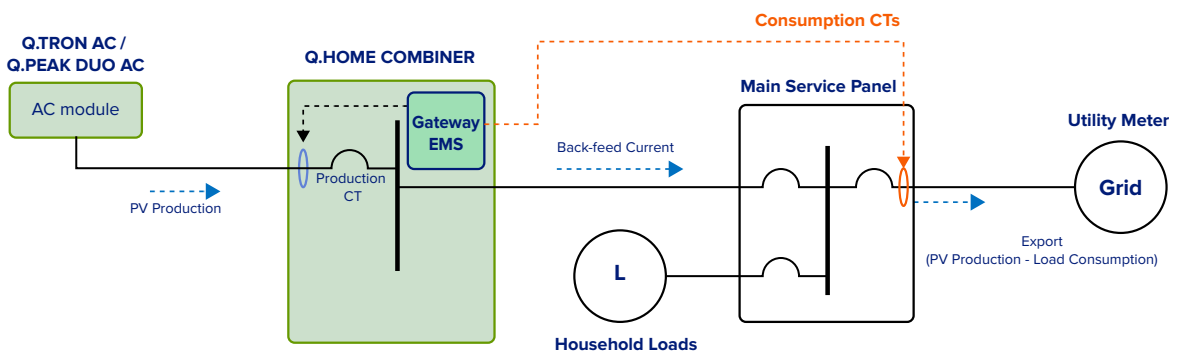 Consumption CTs
Q.TRON AC /
Q.PEAK DUO AC
Q.HOME COMBINER
Main Service Panel
AC module
Gateway
EMS
Utility Meter
Back-feed Current
Production
CT
PV Production
Grid
Export
(PV Production - Load Consumption)
L
Household Loads